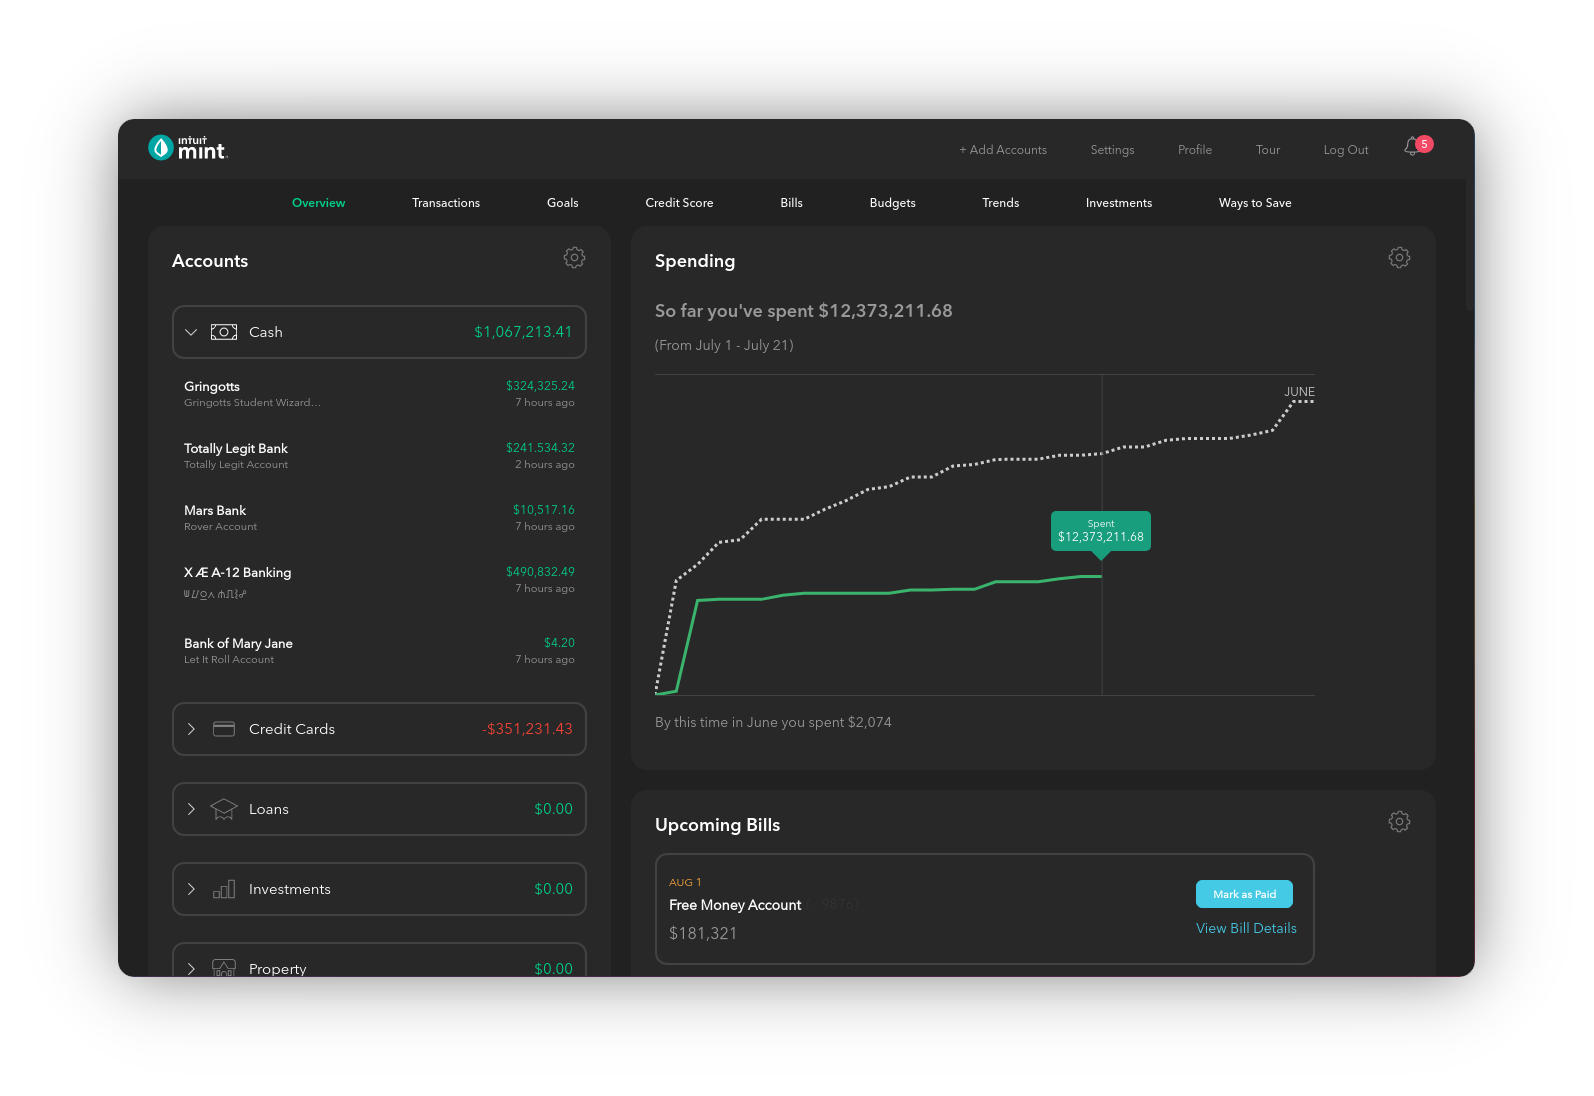 intuit
mint
+ Add Accounts Settings Profile Tour Log Out 5
Overview Transactions Goals Credit Score Bills Budgets Trends Investments Ways to Save
Accounts
Cash $1,067,213.41
Gringotts $324,325.24
Gringotts Student Wizard... 7 hours ago
Totally Legit Bank $241.534.32
Totally Legit Account 2 hours ago
Mars Bank $10,517.16
Rover Account 7 hours ago
X Æ A-12 Banking $490,832.49
7 hours ago
Bank of Mary Jane $4.20
Let It Roll Account 7 hours ago
Credit Cards -$351,231.43
Loans $0.00
Investments $0.00
Property $0.00
Spending
So far you've spent $12,373,211.68
(From July 1 - July 21)
JUNE
Spent
$12,373,211.68
By this time in June you spent $2,074
Upcoming Bills
AUG 1
Free Money Account
$181,321
Mark as Paid
View Bill Details